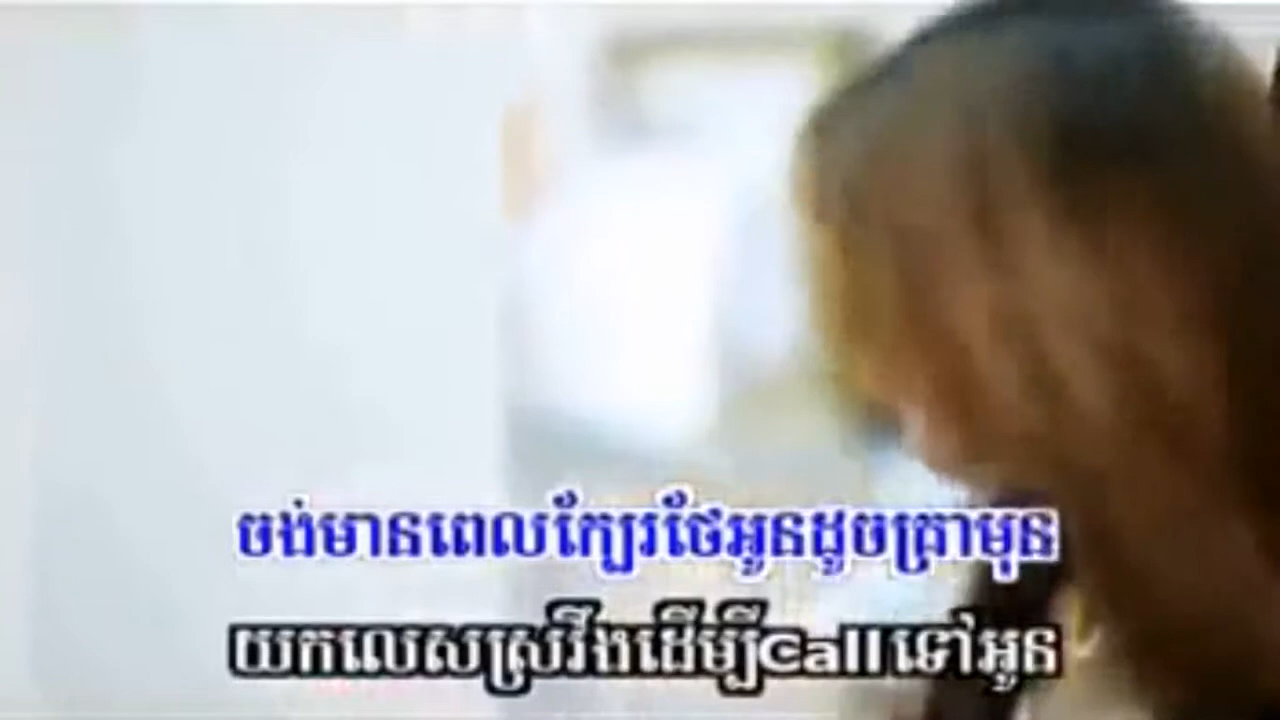 ចង់មានពេលក្បែរថែអូនដូចគ្រាមុន
យកលេសស្រវឹងដើម្បីCallទៅអូន